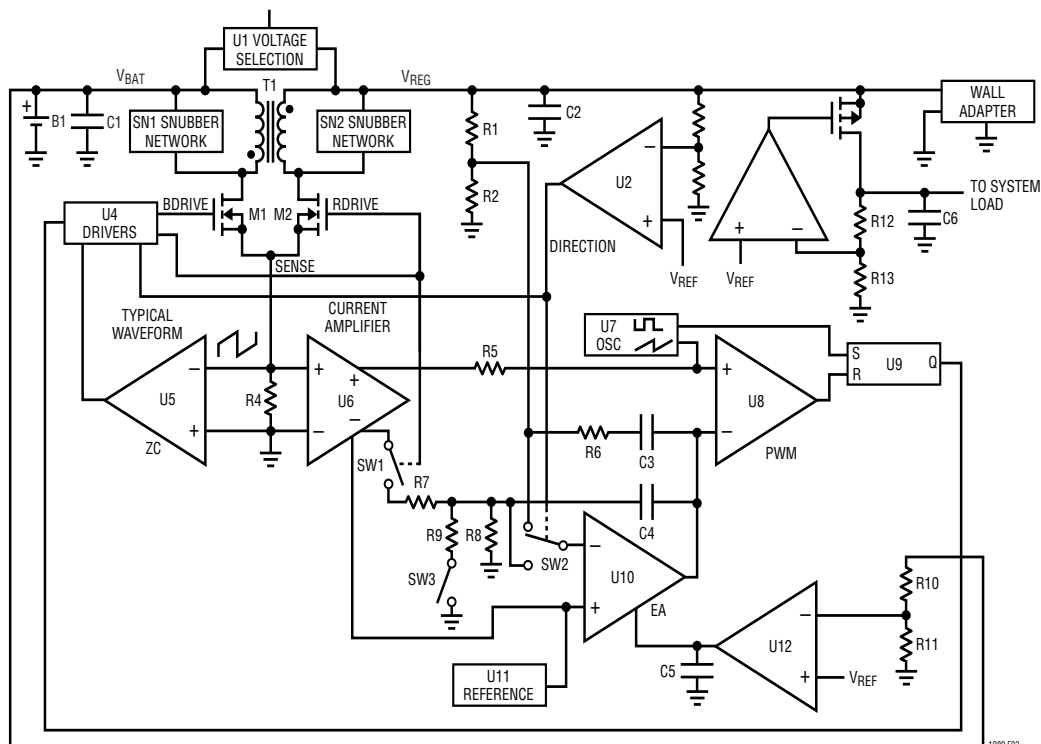 U1 VOLTAGE
SELECTION
VBAT
T1
VREG
+
B1
C1
SN1 SNUBBER
NETWORK
SN2 SNUBBER
NETWORK
R1
R2
C2
U2
−
+
DIRECTION
VREF
+
−
VREF
WALL
ADAPTER
TO SYSTEM
LOAD
R12
C6
R13
U4
DRIVERS
BDRIVE
M1
M2
RDRIVE
SENSE
TYPICAL
WAVEFORM
CURRENT
AMPLIFIER
−
U5
+
ZC
R4
+
+
U6
−
−
R5
U7
OSC
+
U8
−
PWM
S
R
U9
Q
SW1
R7
R6
C3
R9
R8
C4
SW3
SW2
−
U10
+
EA
U11
REFERENCE
C5
−
U12
+
VREF
R10
R11